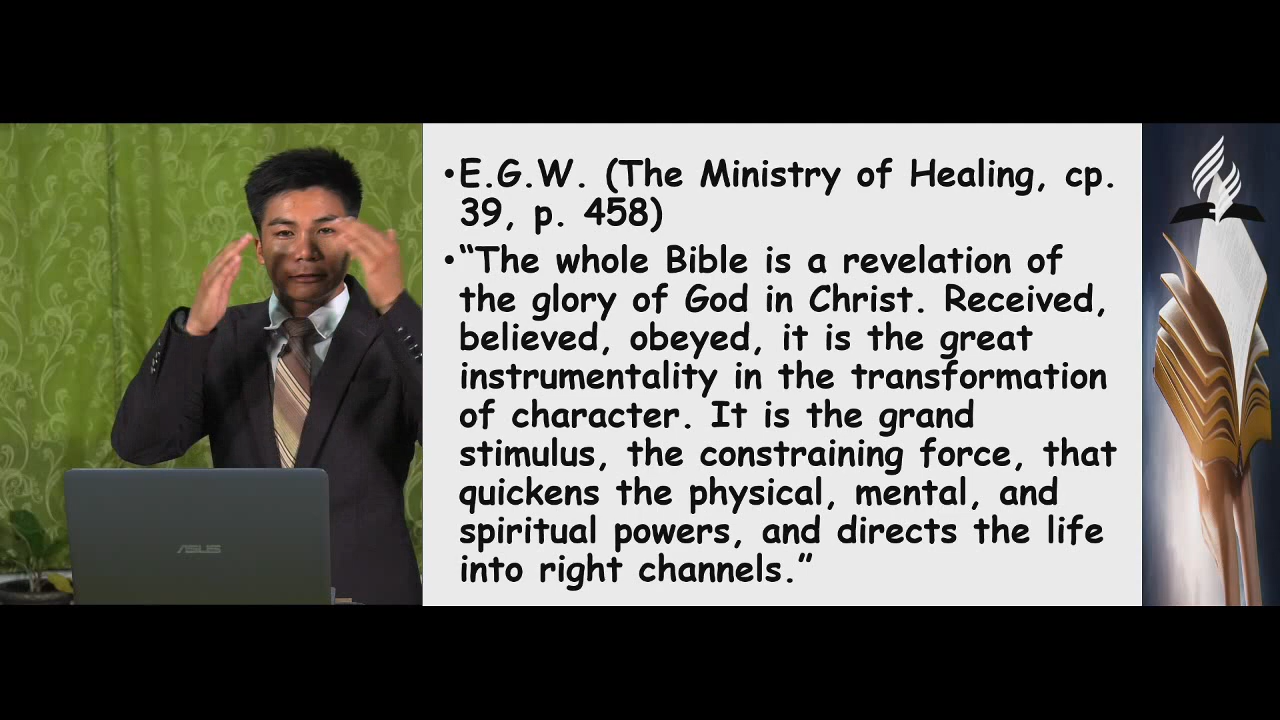 •E.G.W. (The Ministry of Healing, cp.
39, p. 458)
•“The whole Bible is a revelation of
the glory of God in Christ. Received,
believed, obeyed, it is the great
instrumentality in the transformation
of character. It is the grand
stimulus, the constraining force, that
quickens the physical, mental, and
spiritual powers, and directs the life
into right channels.”
ASUS